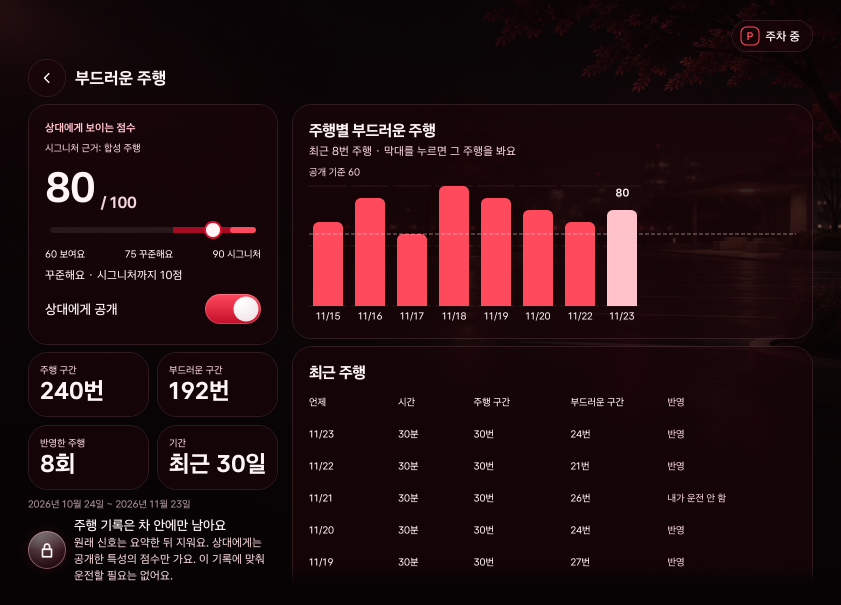 P 주차 중
부드러운 주행
상대에게 보이는 점수
시그니처 근거: 합성 주행
80 / 100
60 보여요 75 꾸준해요 90 시그니처
꾸준해요 · 시그니처까지 10점
상대에게 공개
주행 구간
240번
부드러운 구간
192번
반영한 주행
8회
기간
최근 30일
2026년 10월 24일 ~ 2026년 11월 23일
주행 기록은 차 안에만 남아요
원래 신호는 요약한 뒤 지워요. 상대에게는
공개한 특성의 점수만 가요. 이 기록에 맞춰
운전할 필요는 없어요.
주행별 부드러운 주행
최근 8번 주행 · 막대를 누르면 그 주행을 봐요
공개 기준 60
80
11/15 11/16 11/17 11/18 11/19 11/20 11/22 11/23
최근 주행
언제 시간 주행 구간 부드러운 구간 반영
11/23 30분 30번 24번 반영
11/22 30분 30번 21번 반영
11/21 30분 30번 26번 내가 운전 안 함
11/20 30분 30번 24번 반영
11/19 30분 30번 27번 반영